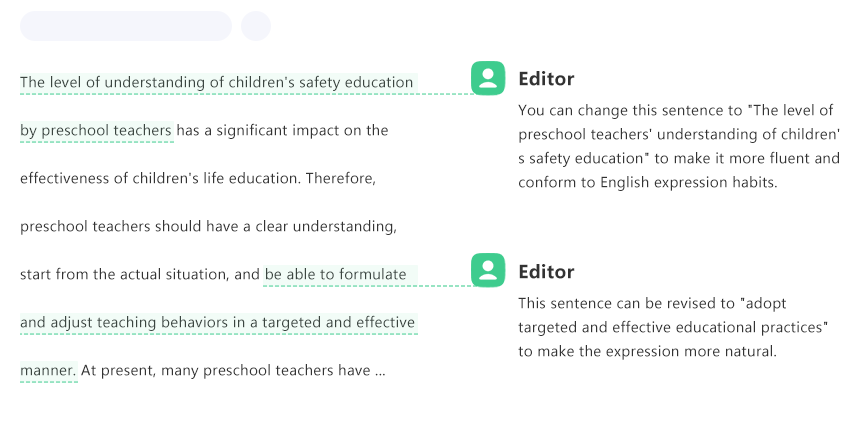 The level of understanding of children's safety education
by preschool teachers has a significant impact on the
effectiveness of children's life education. Therefore,
preschool teachers should have a clear understanding,
start from the actual situation, and be able to formulate
and adjust teaching behaviors in a targeted and effective
manner. At present, many preschool teachers have ...
Editor
You can change this sentence to "The level of
preschool teachers' understanding of children'
s safety education" to make it more fluent and
conform to English expression habits.
Editor
This sentence can be revised to "adopt
targeted and effective educational practices"
to make the expression more natural.